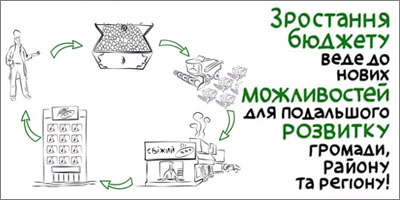 Зростання
бюджету
веде до
нових
можливостей
для подальшого
розвитку
громади,
району
та регіону!
свіжий